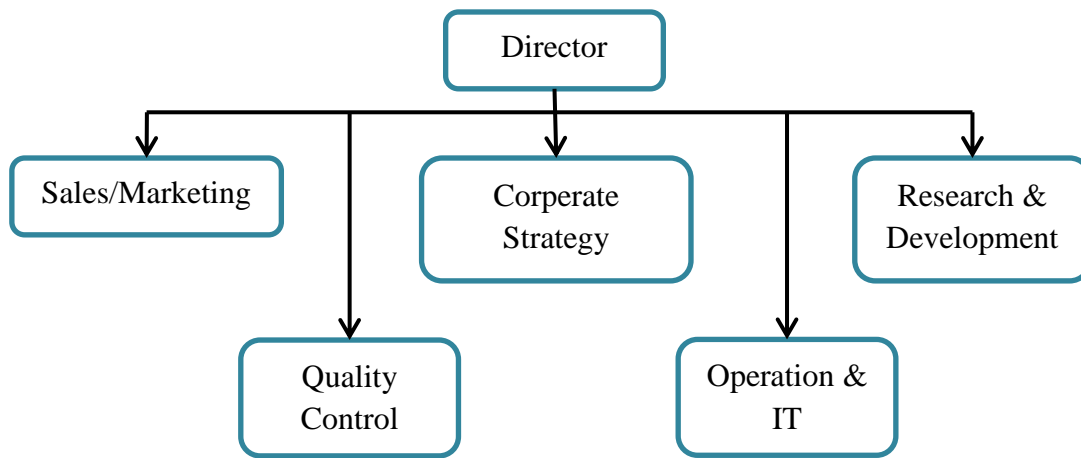 Director
Sales/Marketing
Corperate
Strategy
Research &
Development
Quality
Control
Operation &
IT